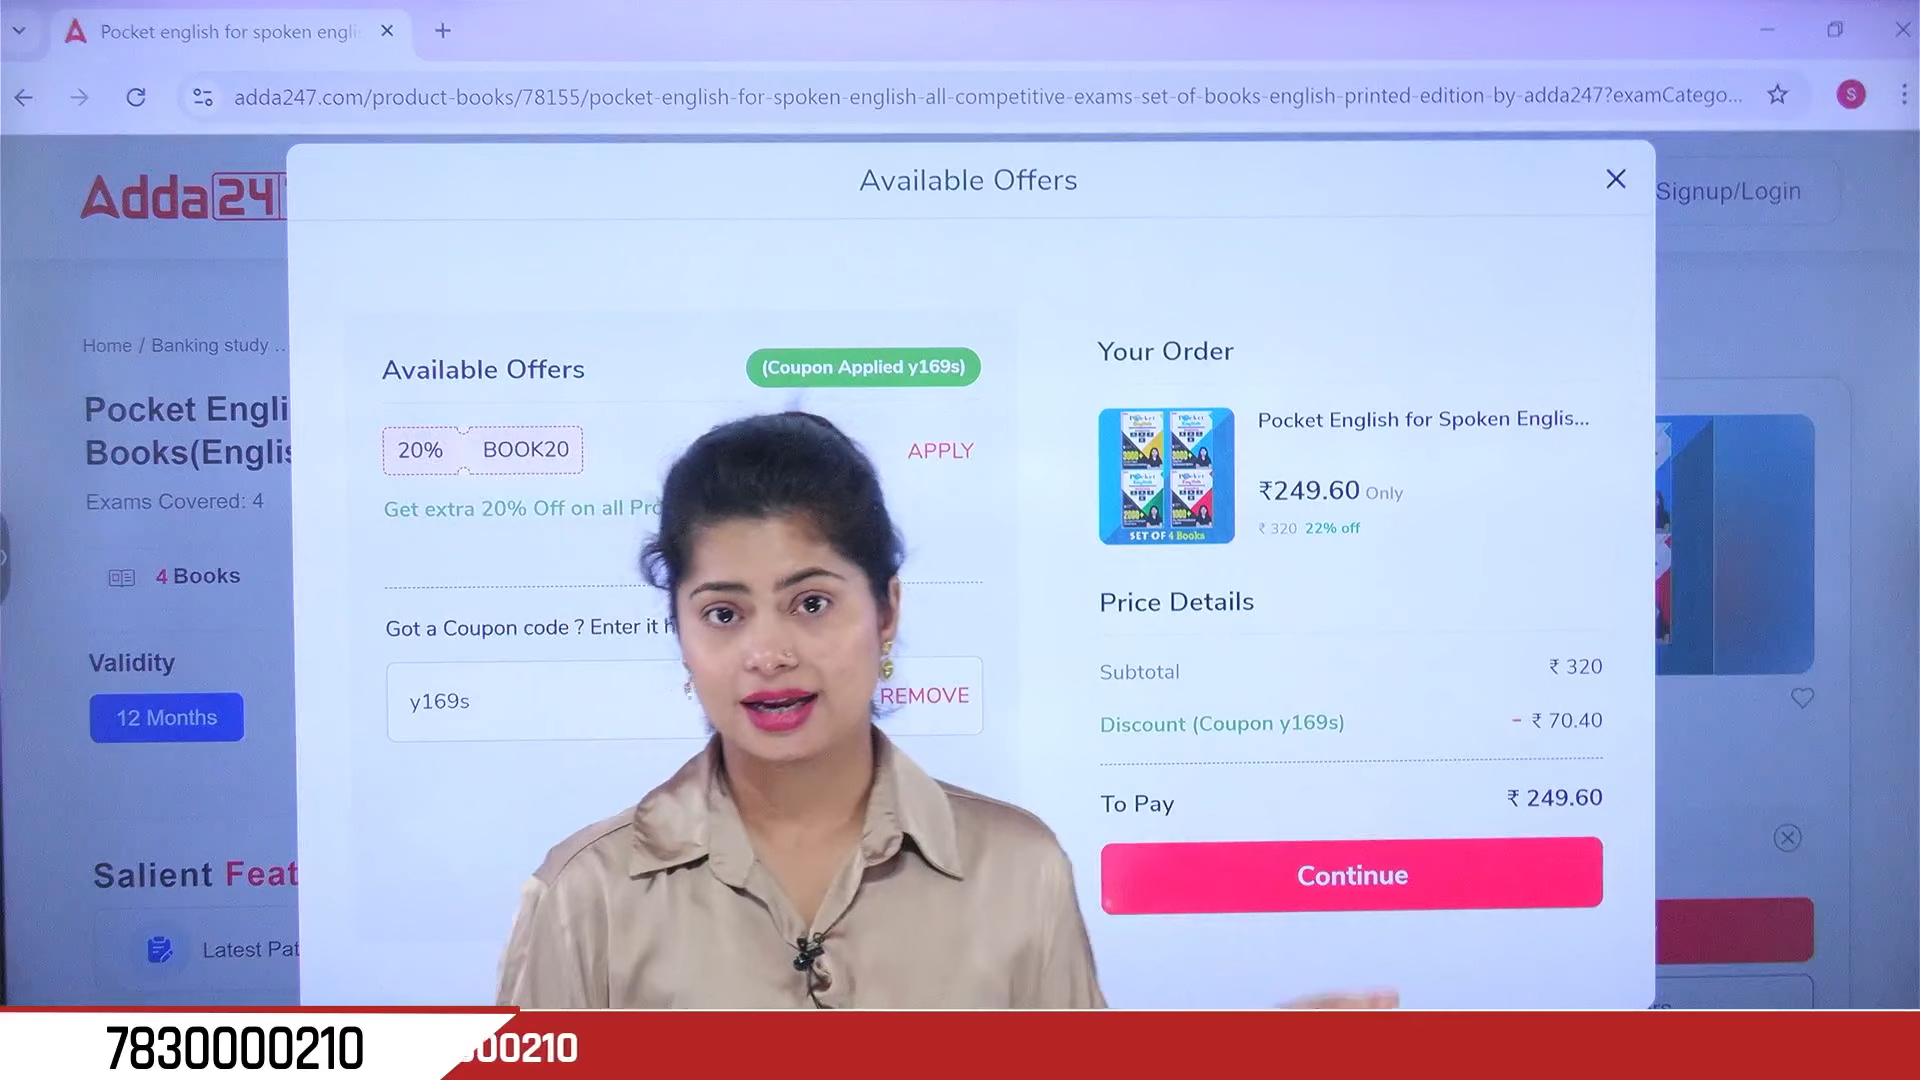 Pocket english for spoken engli
adda247.com/product-books/78155/pocket-english-for-spoken-english-all-competitive-exams-set-of-books-english-printed-edition-by-adda247?examCatego...
S
Available Offers
Adda24
Signup/Login
Home / Banking study ..
Pocket Engli
Books(Englis
Exams Covered: 4
4 Books
Validity
12 Months
Salient Feat
Latest Pat
Available Offers
(Coupon Applied y169s)
20% BOOK20
APPLY
Get extra 20% Off on all Pro
Got a Coupon code ? Enter it h
y169s
REMOVE
Your Order
Pocket English for Spoken Englis...
₹249.60 Only
₹ 320 22% off
SET OF 4 Books
Price Details
Subtotal ₹ 320
Discount (Coupon y169s) - ₹ 70.40
To Pay ₹ 249.60
Continue
7830000210
00210